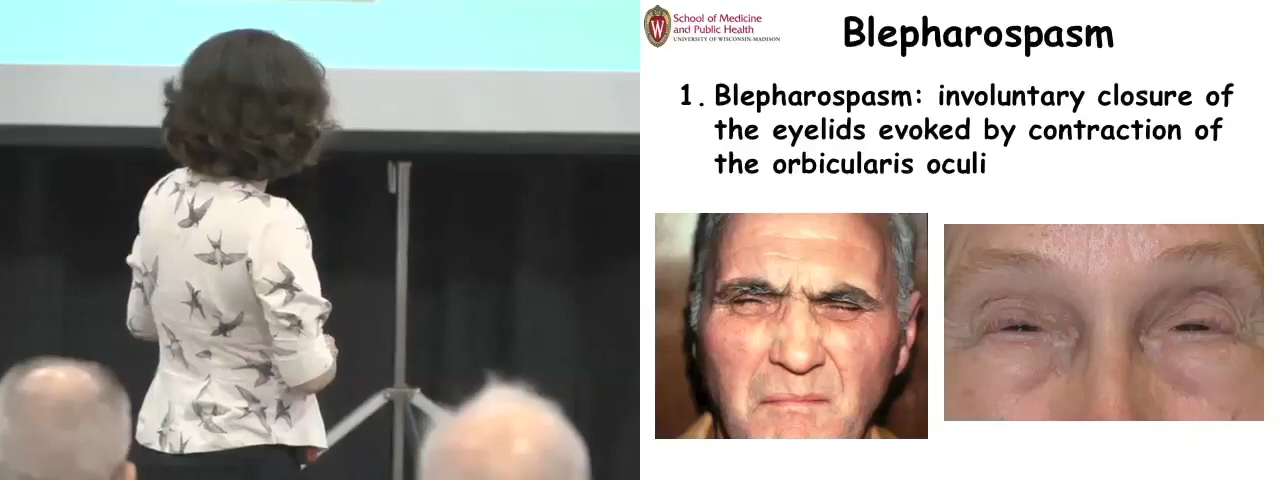 School of Medicine
and Public Health
UNIVERSITY OF WISCONSIN-MADISON
Blepharospasm
1. Blepharospasm: involuntary closure of
the eyelids evoked by contraction of
the orbicularis oculi